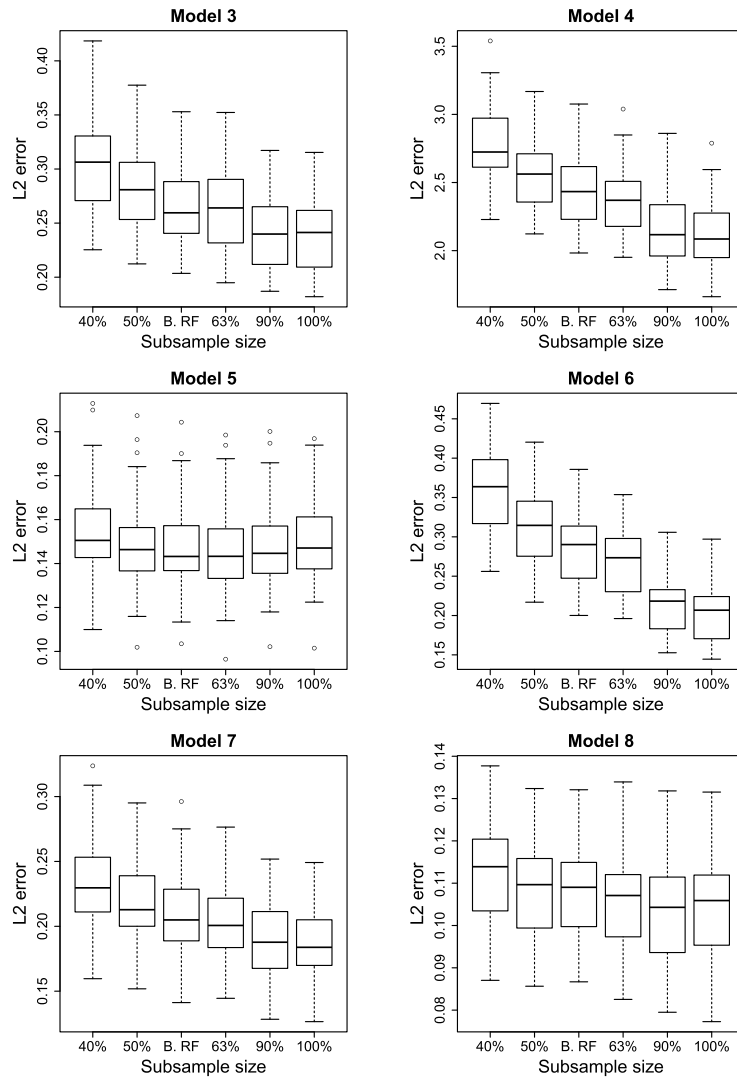 Model 3
L2 error
0.40
0.35
0.30
0.25
0.20
40% 50% B. RF 63% 90% 100%
Subsample size
Model 4
L2 error
3.5
3.0
2.5
2.0
40% 50% B. RF 63% 90% 100%
Subsample size
Model 5
L2 error
0.20
0.18
0.16
0.14
0.12
0.10
40% 50% B. RF 63% 90% 100%
Subsample size
Model 6
L2 error
0.45
0.40
0.35
0.30
0.25
0.20
0.15
40% 50% B. RF 63% 90% 100%
Subsample size
Model 7
L2 error
0.30
0.25
0.20
0.15
40% 50% B. RF 63% 90% 100%
Subsample size
Model 8
L2 error
0.14
0.13
0.12
0.11
0.10
0.09
0.08
40% 50% B. RF 63% 90% 100%
Subsample size